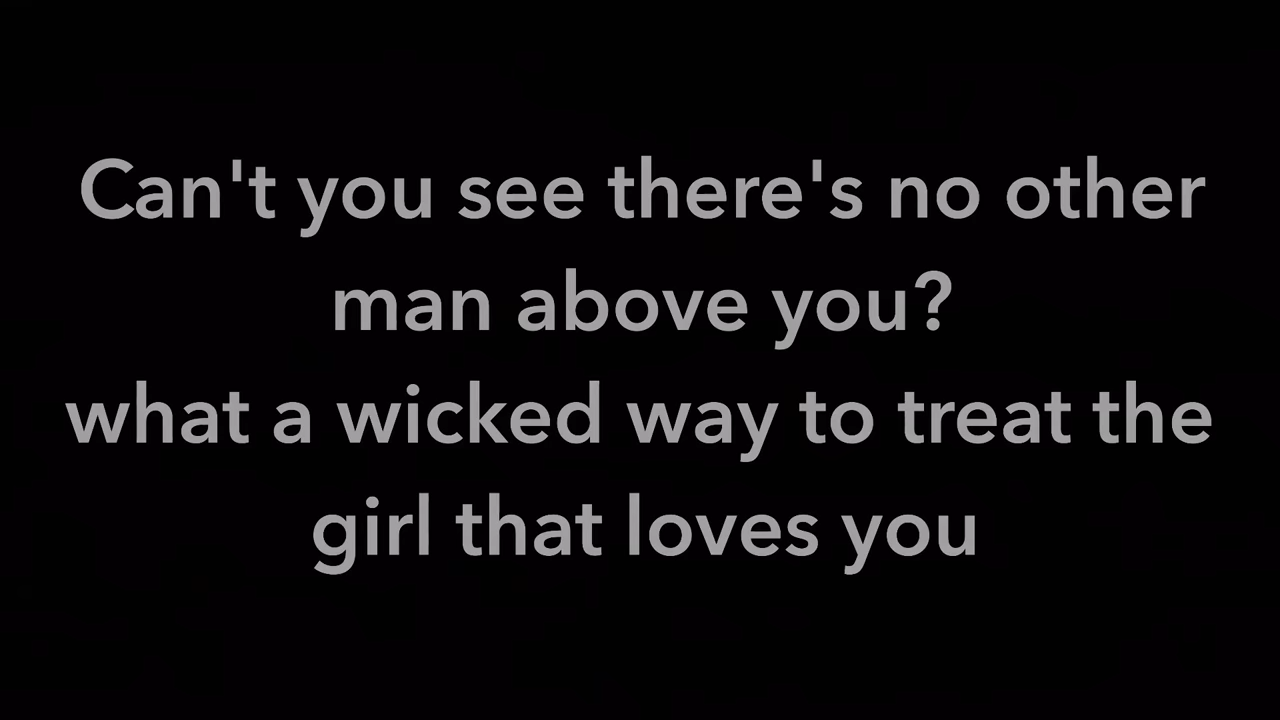 Can't you see there's no other
man above you?
what a wicked way to treat the
girl that loves you